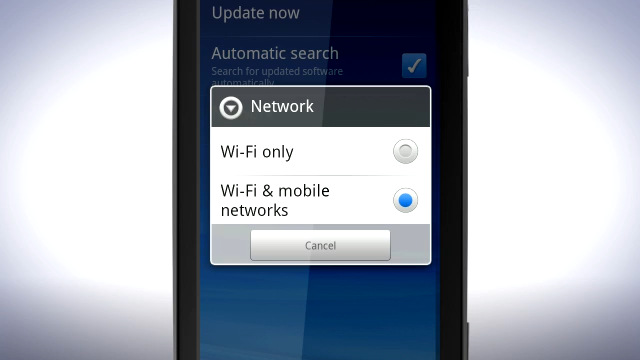 Update now
Automatic search
Search for updated software
automatically
Network
Wi-Fi only
Wi-Fi & mobile
networks
Cancel